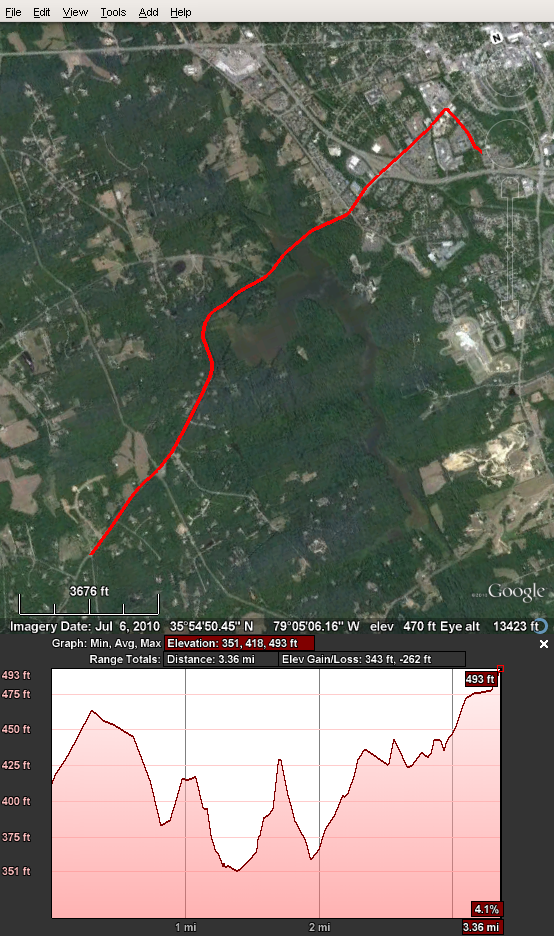 File Edit View Tools Add Help
N
3676 ft
Google
Imagery Date: Jul 6, 2010 35°54'50.45" N 79°05'06.16" W elev 470 ft Eye alt 13423 ft
Graph: Min, Avg, Max Elevation: 351, 418, 493 ft
Range Totals: Distance: 3.36 mi Elev Gain/Loss: 343 ft, -262 ft
493 ft
493 ft
475 ft
450 ft
425 ft
400 ft
375 ft
351 ft
4.1%
1 mi 2 mi 3.36 mi